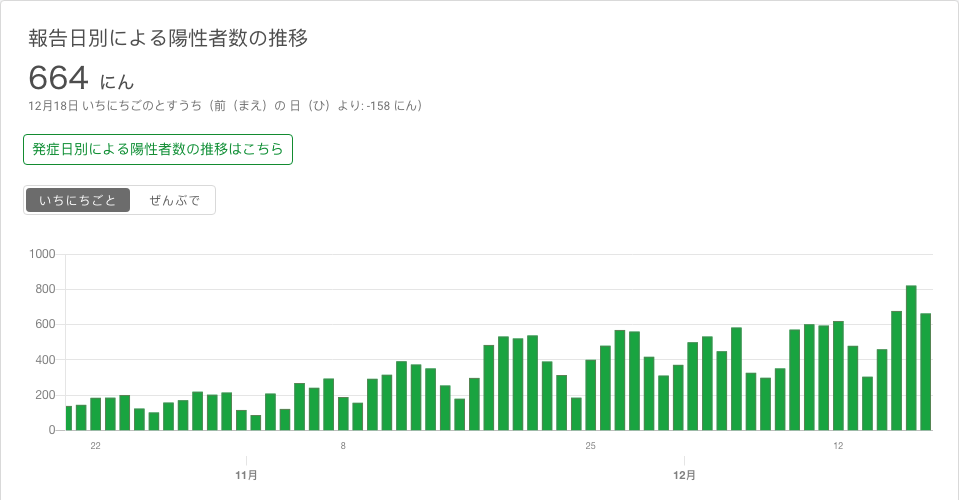 報告日別による陽性者数の推移
664 にん
12月18日 いちにちごのとすうち（前（まえ）の 日（ひ）より: -158 にん）
発症日別による陽性者数の推移はこちら
いちにちごと ぜんぶで
1000
800
600
400
200
0
22 8 25 12
11月 12月